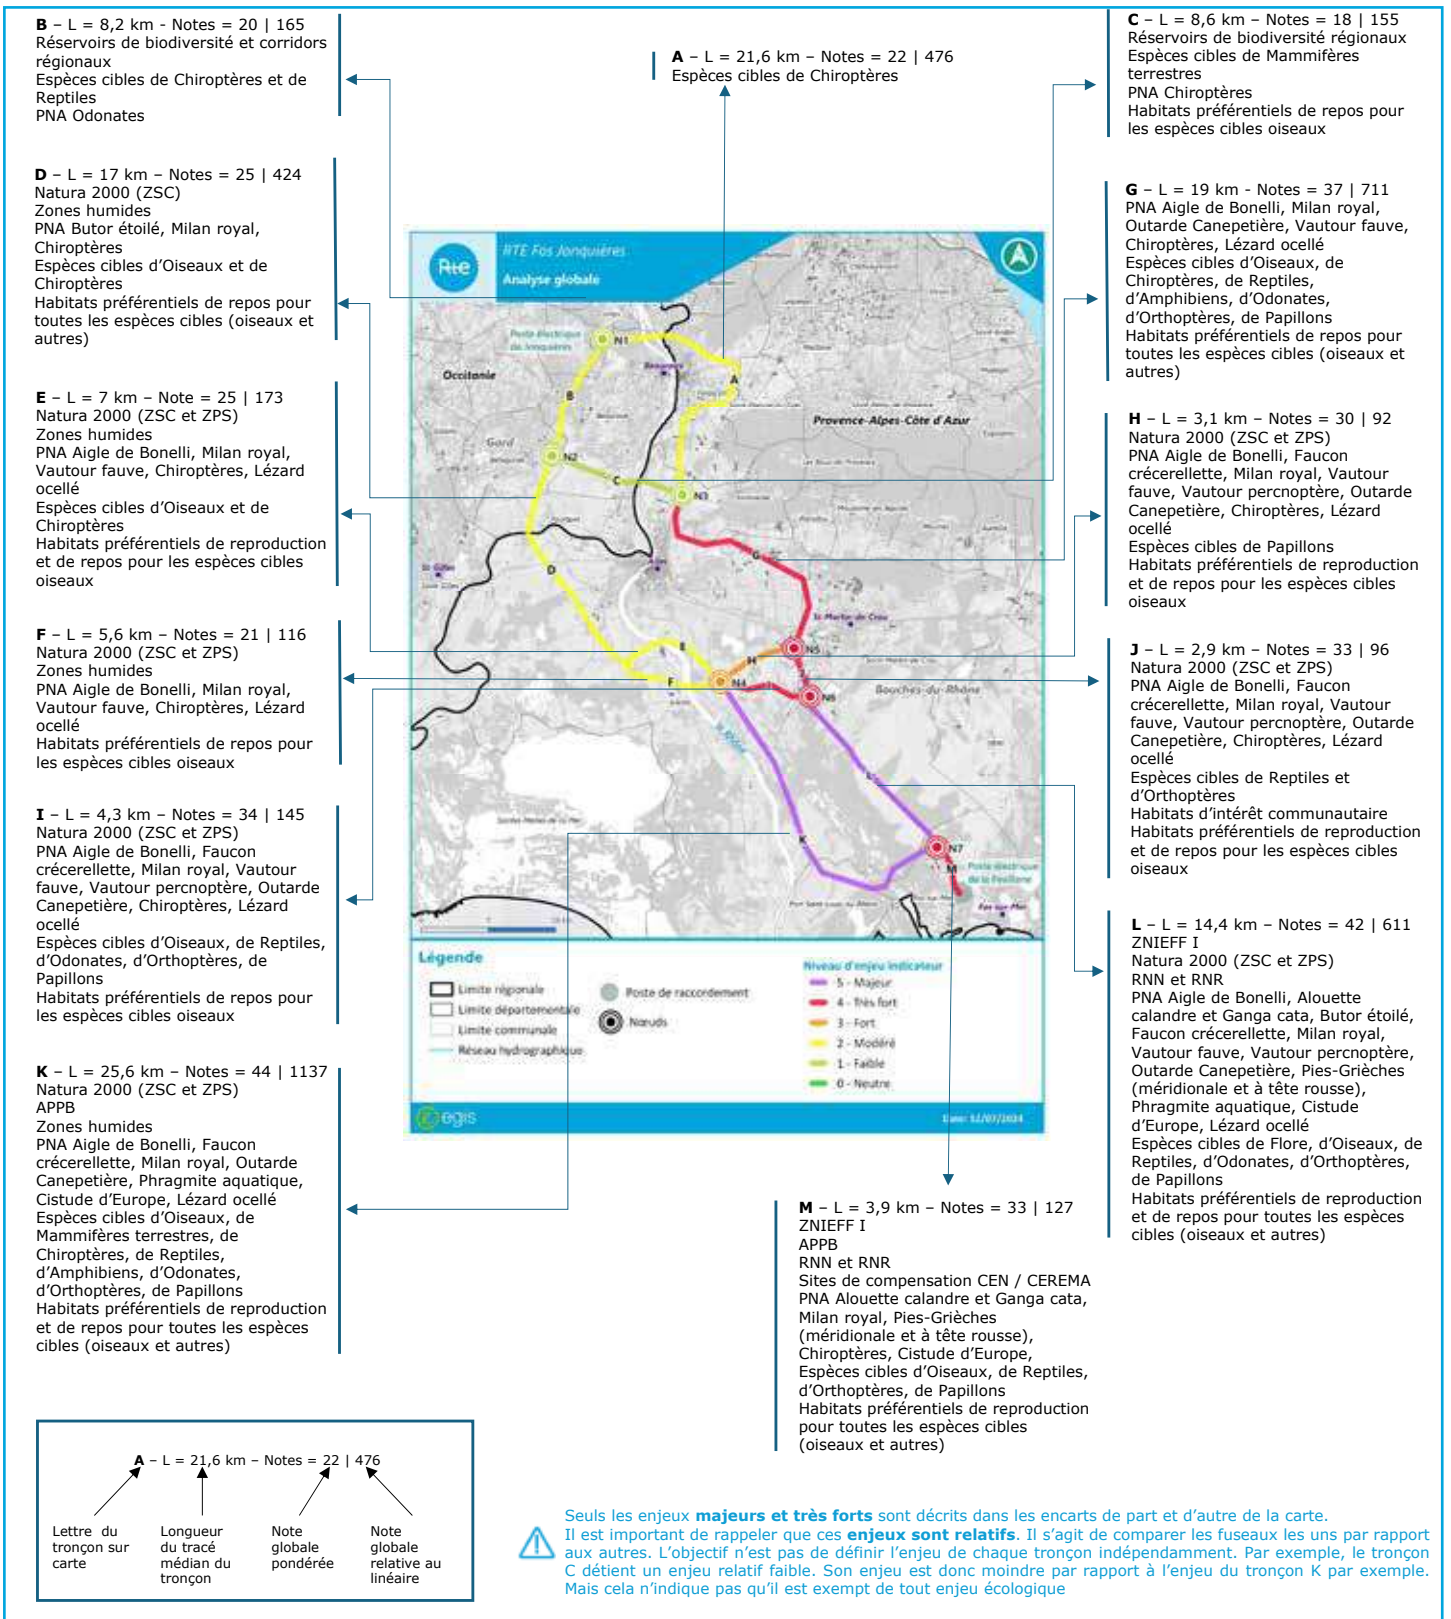 B – L = 8,2 km - Notes = 20 | 165
Réservoirs de biodiversité et corridors
régionaux
Espèces cibles de Chiroptères et de
Reptiles
PNA Odonates
A – L = 21,6 km – Notes = 22 | 476
Espèces cibles de Chiroptères
C – L = 8,6 km – Notes = 18 | 155
Réservoirs de biodiversité régionaux
Espèces cibles de Mammifères
terrestres
PNA Chiroptères
Habitats préférentiels de repos pour
les espèces cibles oiseaux
D – L = 17 km – Notes = 25 | 424
Natura 2000 (ZSC)
Zones humides
PNA Butor étoilé, Milan royal,
Chiroptères
Espèces cibles d'Oiseaux et de
Chiroptères
Habitats préférentiels de repos pour
toutes les espèces cibles (oiseaux et
autres)
G – L = 19 km - Notes = 37 | 711
PNA Aigle de Bonelli, Milan royal,
Outarde Canepetière, Vautour fauve,
Chiroptères, Lézard ocellé
Espèces cibles d'Oiseaux, de
Chiroptères, de Reptiles,
d'Amphibiens, d'Odonates,
d'Orthoptères, de Papillons
Habitats préférentiels de repos pour
toutes les espèces cibles (oiseaux et
autres)
E – L = 7 km – Note = 25 | 173
Natura 2000 (ZSC et ZPS)
Zones humides
PNA Aigle de Bonelli, Milan royal,
Vautour fauve, Chiroptères, Lézard
ocellé
Espèces cibles d'Oiseaux et de
Chiroptères
Habitats préférentiels de reproduction
et de repos pour les espèces cibles
oiseaux
H – L = 3,1 km – Notes = 30 | 92
Natura 2000 (ZSC et ZPS)
PNA Aigle de Bonelli, Faucon
crécerellette, Milan royal, Vautour
fauve, Vautour percnoptère, Outarde
Canepetière, Chiroptères, Lézard
ocellé
Espèces cibles de Papillons
Habitats préférentiels de reproduction
et de repos pour les espèces cibles
oiseaux
F – L = 5,6 km – Notes = 21 | 116
Natura 2000 (ZSC et ZPS)
Zones humides
PNA Aigle de Bonelli, Milan royal,
Vautour fauve, Chiroptères, Lézard
ocellé
Habitats préférentiels de repos pour
les espèces cibles oiseaux
J – L = 2,9 km – Notes = 33 | 96
Natura 2000 (ZSC et ZPS)
PNA Aigle de Bonelli, Faucon
crécerellette, Milan royal, Vautour
fauve, Vautour percnoptère, Outarde
Canepetière, Chiroptères, Lézard
ocellé
Espèces cibles de Reptiles et
d'Orthoptères
Habitats d'intérêt communautaire
Habitats préférentiels de reproduction
et de repos pour les espèces cibles
oiseaux
I – L = 4,3 km – Notes = 34 | 145
Natura 2000 (ZSC et ZPS)
PNA Aigle de Bonelli, Faucon
crécerellette, Milan royal, Vautour
fauve, Vautour percnoptère, Outarde
Canepetière, Chiroptères, Lézard
ocellé
Espèces cibles d'Oiseaux, de Reptiles,
d'Odonates, d'Orthoptères, de
Papillons
Habitats préférentiels de repos pour
les espèces cibles oiseaux
L – L = 14,4 km – Notes = 42 | 611
ZNIEFF I
Natura 2000 (ZSC et ZPS)
RNN et RNR
PNA Aigle de Bonelli, Alouette
calandre et Ganga cata, Butor étoilé,
Faucon crécerellette, Milan royal,
Vautour fauve, Vautour percnoptère,
Outarde Canepetière, Pies-Grièches
(méridionale et à tête rousse),
Phragmite aquatique, Cistude
d'Europe, Lézard ocellé
Espèces cibles de Flore, d'Oiseaux, de
Reptiles, d'Odonates, d'Orthoptères,
de Papillons
Habitats préférentiels de reproduction
et de repos pour toutes les espèces
cibles (oiseaux et autres)
K – L = 25,6 km – Notes = 44 | 1137
Natura 2000 (ZSC et ZPS)
APPB
Zones humides
PNA Aigle de Bonelli, Faucon
crécerellette, Milan royal, Outarde
Canepetière, Phragmite aquatique,
Cistude d'Europe, Lézard ocellé
Espèces cibles d'Oiseaux, de
Mammifères terrestres, de
Chiroptères, de Reptiles,
d'Amphibiens, d'Odonates,
d'Orthoptères, de Papillons
Habitats préférentiels de reproduction
et de repos pour toutes les espèces
cibles (oiseaux et autres)
M – L = 3,9 km – Notes = 33 | 127
ZNIEFF I
APPB
RNN et RNR
Sites de compensation CEN / CEREMA
PNA Alouette calandre et Ganga cata,
Milan royal, Pies-Grièches
(méridionale et à tête rousse),
Chiroptères, Cistude d'Europe,
Espèces cibles d'Oiseaux, de Reptiles,
d'Orthoptères, de Papillons
Habitats préférentiels de reproduction
pour toutes les espèces cibles
(oiseaux et autres)
Rte
RTE Fos Jonquières
Analyse globale
Poste électrique
de Jonquières
N1
Beaucaire
A
Occitanie
B
Provence-Alpes-Côte d'Azur
Gard
N2
C
N3
Arles
G
St Gilles
D
St-Martin-de-Crau
N5
E
H
F
N4
N6
Bouches-du-Rhône
L
K
N7
M
Poste électrique
de la Feuillane
Fos-sur-Mer
Légende
Limite régionale
Limite départementale
Limite communale
Réseau hydrographique
Poste de raccordement
Nœuds
Niveau d'enjeu indicateur
5 - Majeur
4 - Très fort
3 - Fort
2 - Modéré
1 - Faible
0 - Neutre
egis
Date: 12/07/2024
A – L = 21,6 km – Notes = 22 | 476
Lettre du
tronçon sur
carte
Longueur
du tracé
médian du
tronçon
Note
globale
pondérée
Note
globale
relative au
linéaire
Seuls les enjeux majeurs et très forts sont décrits dans les encarts de part et d'autre de la carte.
Il est important de rappeler que ces enjeux sont relatifs. Il s'agit de comparer les fuseaux les uns par rapport
aux autres. L'objectif n'est pas de définir l'enjeu de chaque tronçon indépendamment. Par exemple, le tronçon
C détient un enjeu relatif faible. Son enjeu est donc moindre par rapport à l'enjeu du tronçon K par exemple.
Mais cela n'indique pas qu'il est exempt de tout enjeu écologique